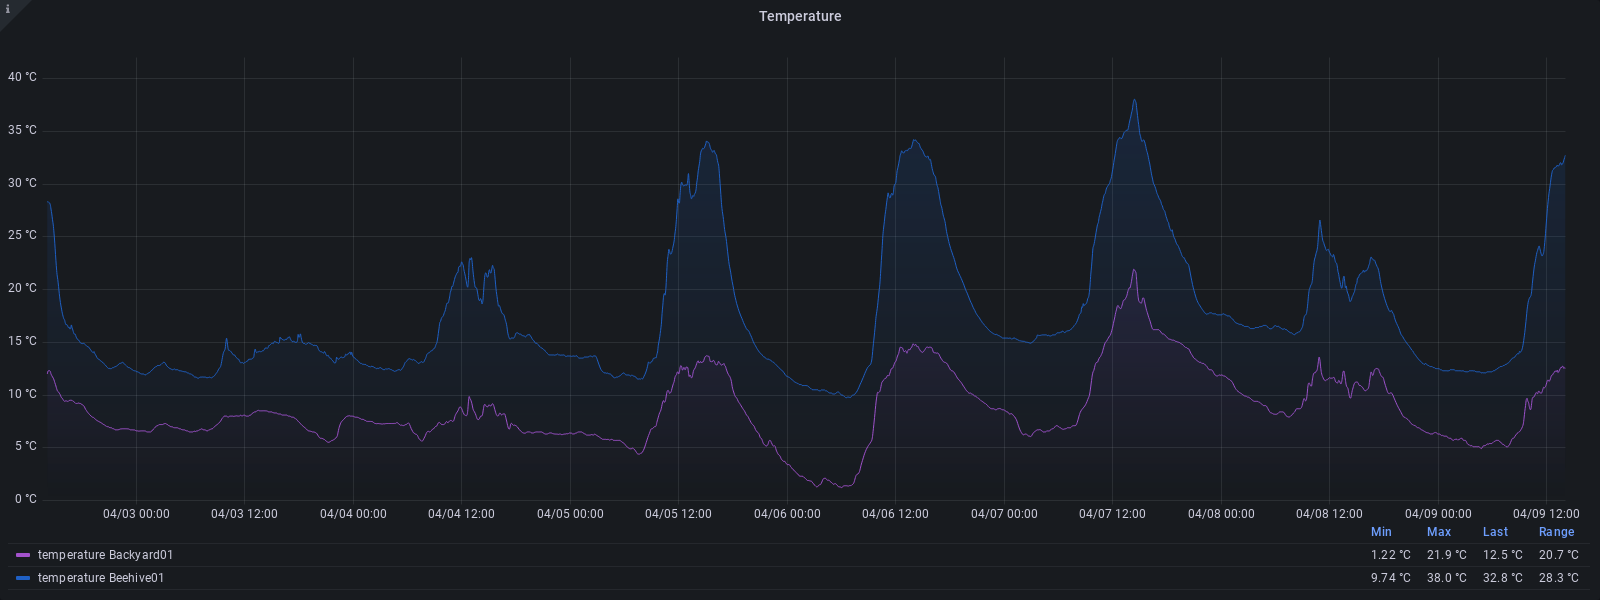 i
Temperature
40 °C
35 °C
30 °C
25 °C
20 °C
15 °C
10 °C
5 °C
0 °C
04/03 00:00 04/03 12:00 04/04 00:00 04/04 12:00 04/05 00:00 04/05 12:00 04/06 00:00 04/06 12:00 04/07 00:00 04/07 12:00 04/08 00:00 04/08 12:00 04/09 00:00 04/09 12:00
Min Max Last Range
temperature Backyard01 1.22 °C 21.9 °C 12.5 °C 20.7 °C
temperature Beehive01 9.74 °C 38.0 °C 32.8 °C 28.3 °C